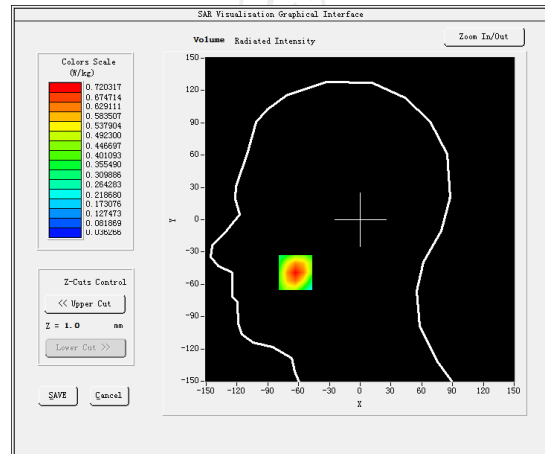 SAR Visualisation Graphical Interface
Volume Radiated Intensity
Zoom In/Out
Colors Scale
(W/kg)
0.720317
0.674714
0.629111
0.583507
0.537904
0.492300
0.446697
0.401093
0.355490
0.309886
0.264283
0.218680
0.173076
0.127473
0.081869
0.036266
Z-Cuts Control
<< Upper Cut
Z = 1.0 mm
Lower Cut >>
SAVE Cancel
150
120
90
60
30
Y 0
-30
-60
-90
-120
-150
-150 -120 -90 -60 -30 0 30 60 90 120 150
X